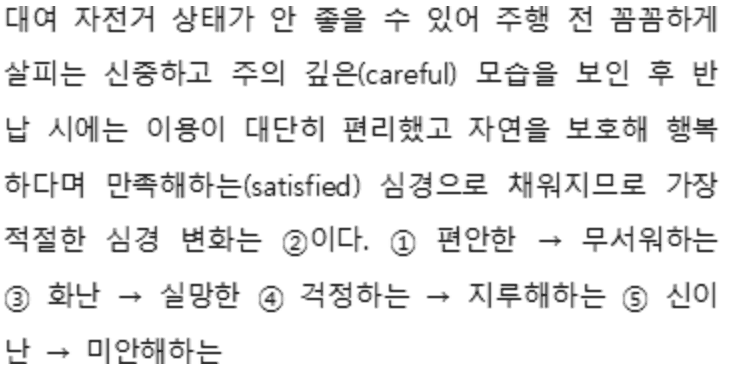 대여 자전거 상태가 안 좋을 수 있어 주행 전 꼼꼼하게
살피는 신중하고 주의 깊은(careful) 모습을 보인 후 반
납 시에는 이용이 대단히 편리했고 자연을 보호해 행복
하다며 만족해하는(satisfied) 심경으로 채워지므로 가장
적절한 심경 변화는 ②이다. ① 편안한 → 무서워하는
③ 화난 → 실망한 ④ 걱정하는 → 지루해하는 ⑤ 신이
난 → 미안해하는